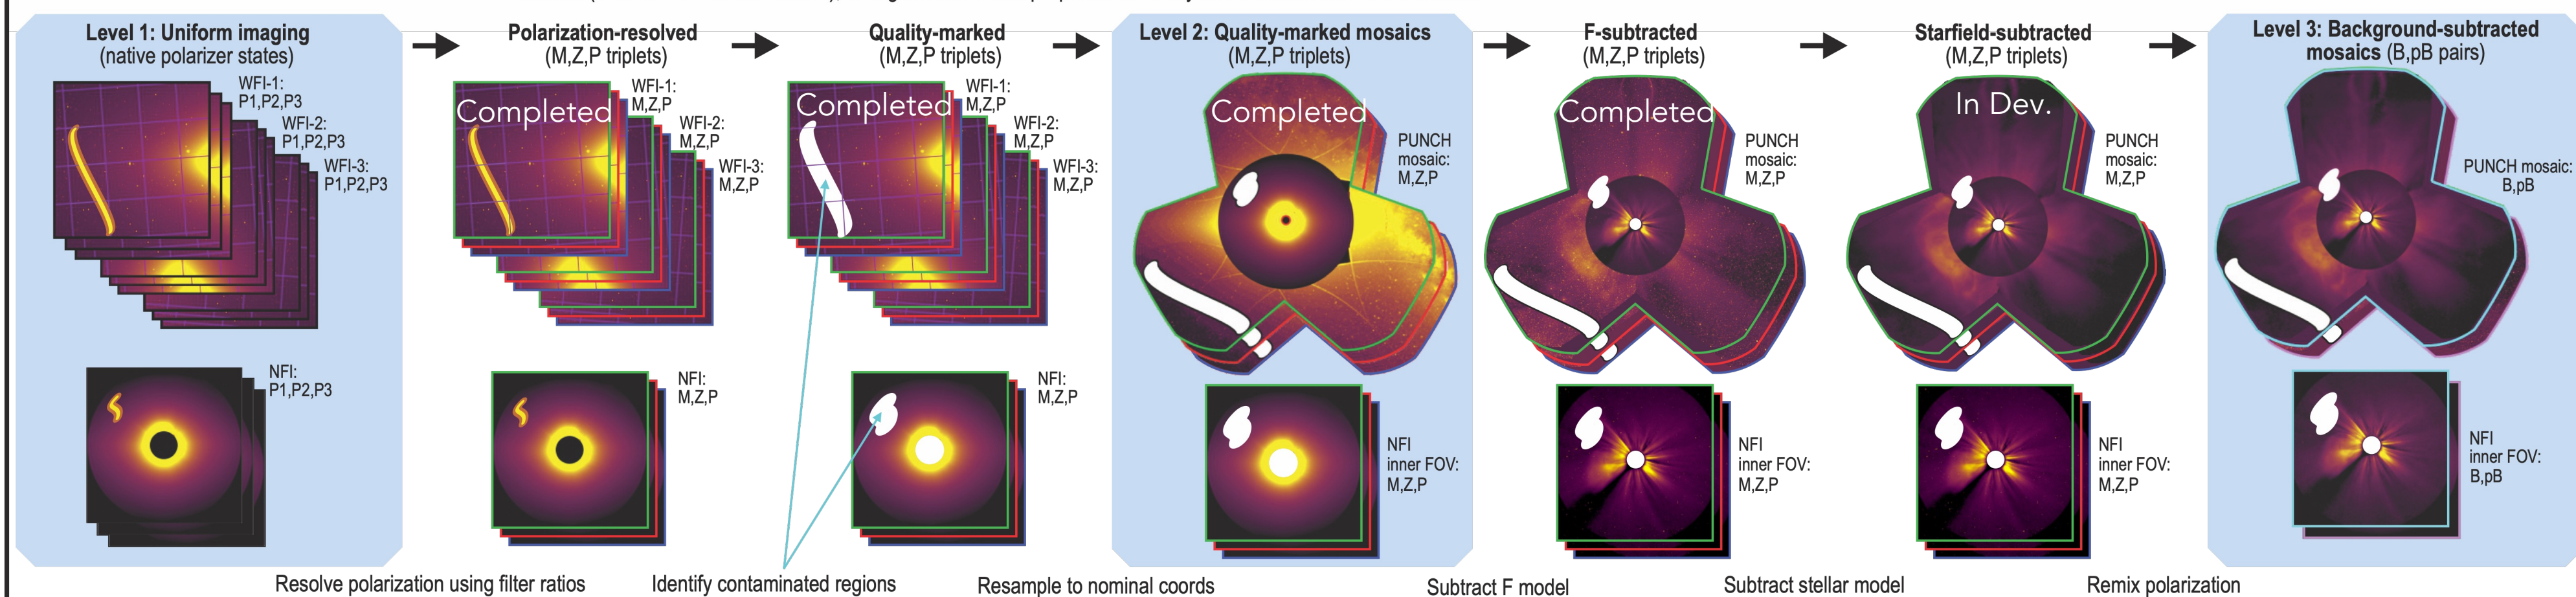 Level 1: Uniform imaging
(native polarizer states)
WFI-1:
P1,P2,P3
WFI-2:
P1,P2,P3
WFI-3:
P1,P2,P3
NFI:
P1,P2,P3
Resolve polarization using filter ratios
Polarization-resolved
(M,Z,P triplets)
Completed
WFI-1:
M,Z,P
WFI-2:
M,Z,P
WFI-3:
M,Z,P
NFI:
M,Z,P
Identify contaminated regions
Quality-marked
(M,Z,P triplets)
Completed
WFI-1:
M,Z,P
WFI-2:
M,Z,P
WFI-3:
M,Z,P
NFI:
M,Z,P
Resample to nominal coords
Level 2: Quality-marked mosaics
(M,Z,P triplets)
Completed
PUNCH
mosaic:
M,Z,P
NFI
inner FOV:
M,Z,P
Subtract F model
F-subtracted
(M,Z,P triplets)
Completed
PUNCH
mosaic:
M,Z,P
NFI
inner FOV:
M,Z,P
Subtract stellar model
Starfield-subtracted
(M,Z,P triplets)
In Dev.
PUNCH
mosaic:
M,Z,P
NFI
inner FOV:
M,Z,P
Remix polarization
Level 3: Background-subtracted
mosaics (B,pB pairs)
PUNCH mosaic:
B,pB
NFI
inner FOV:
B,pB